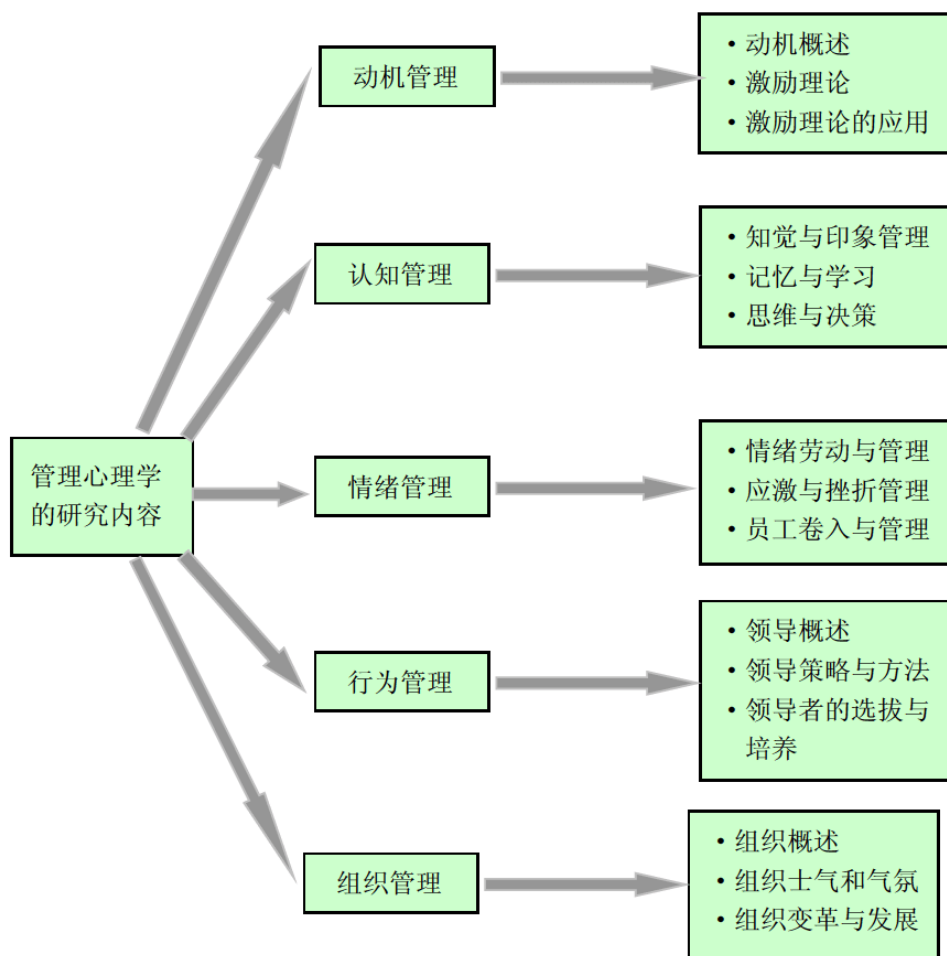 管理心理学
的研究内容
动机管理
• 动机概述
• 激励理论
• 激励理论的应用
认知管理
• 知觉与印象管理
• 记忆与学习
• 思维与决策
情绪管理
• 情绪劳动与管理
• 应激与挫折管理
• 员工卷入与管理
行为管理
• 领导概述
• 领导策略与方法
• 领导者的选拔与
培养
组织管理
• 组织概述
• 组织士气和气氛
• 组织变革与发展